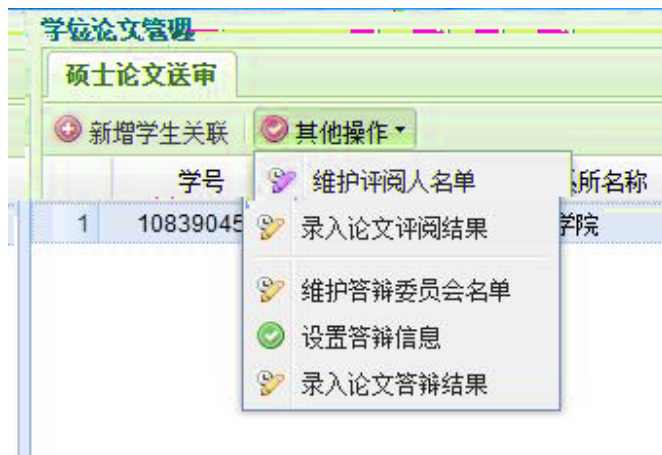 学位论文管理
硕士论文送审
新增学生关联 其他操作
学号 所名称
维护评阅人名单
1 10839045 学院
录入论文评阅结果
维护答辩委员会名单
设置答辩信息
录入论文答辩结果